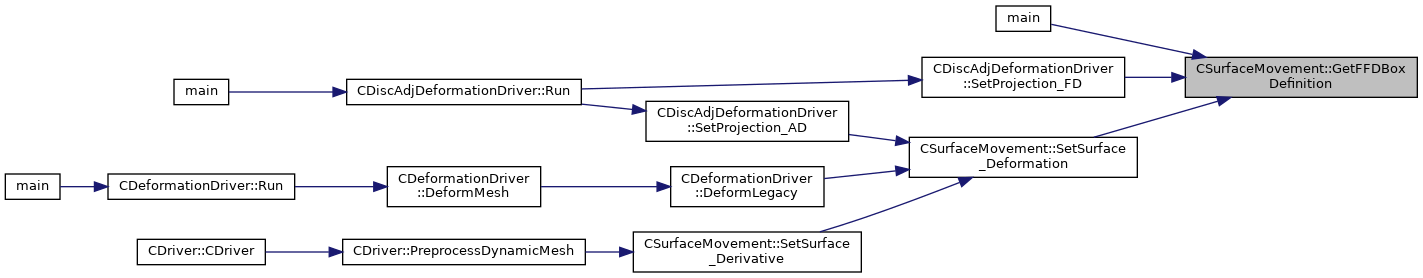 main
CSurfaceMovement::GetFFDBox
Definition
CDiscAdjDeformationDriver
::SetProjection_FD
main
CDiscAdjDeformationDriver::Run
CDiscAdjDeformationDriver
::SetProjection_AD
CSurfaceMovement::SetSurface
_Deformation
main
CDeformationDriver::Run
CDeformationDriver
::DeformMesh
CDeformationDriver
::DeformLegacy
CDriver::CDriver
CDriver::PreprocessDynamicMesh
CSurfaceMovement::SetSurface
_Derivative